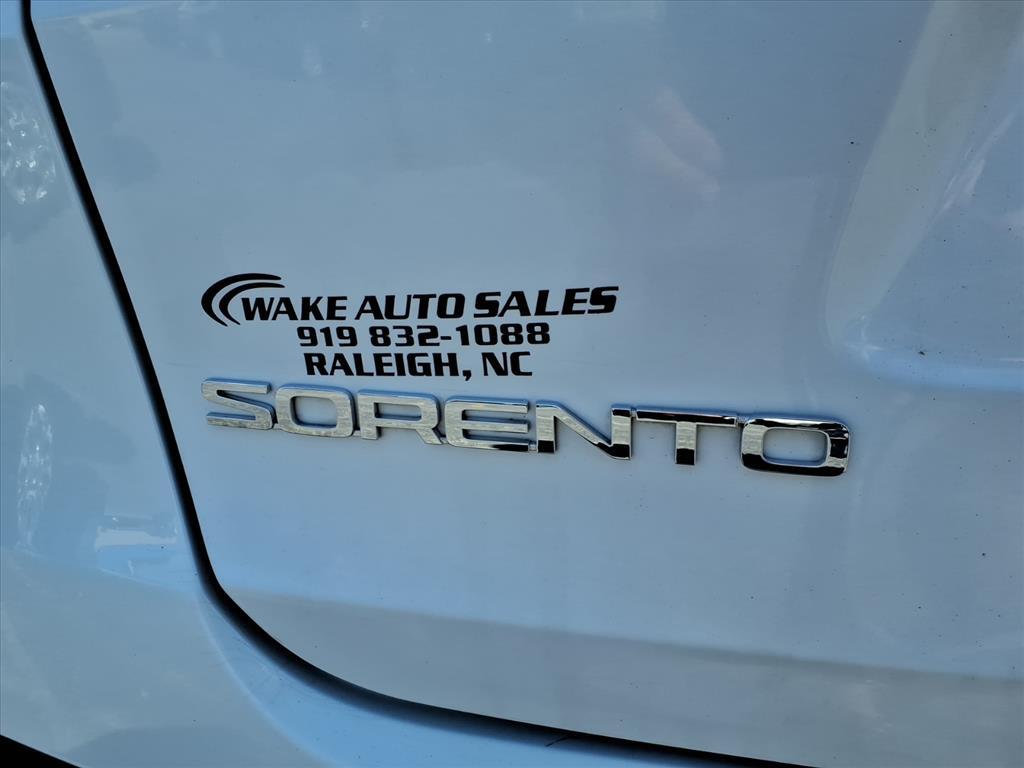 WAKE AUTO SALES
919 832-1088
RALEIGH, NC
SORENTO